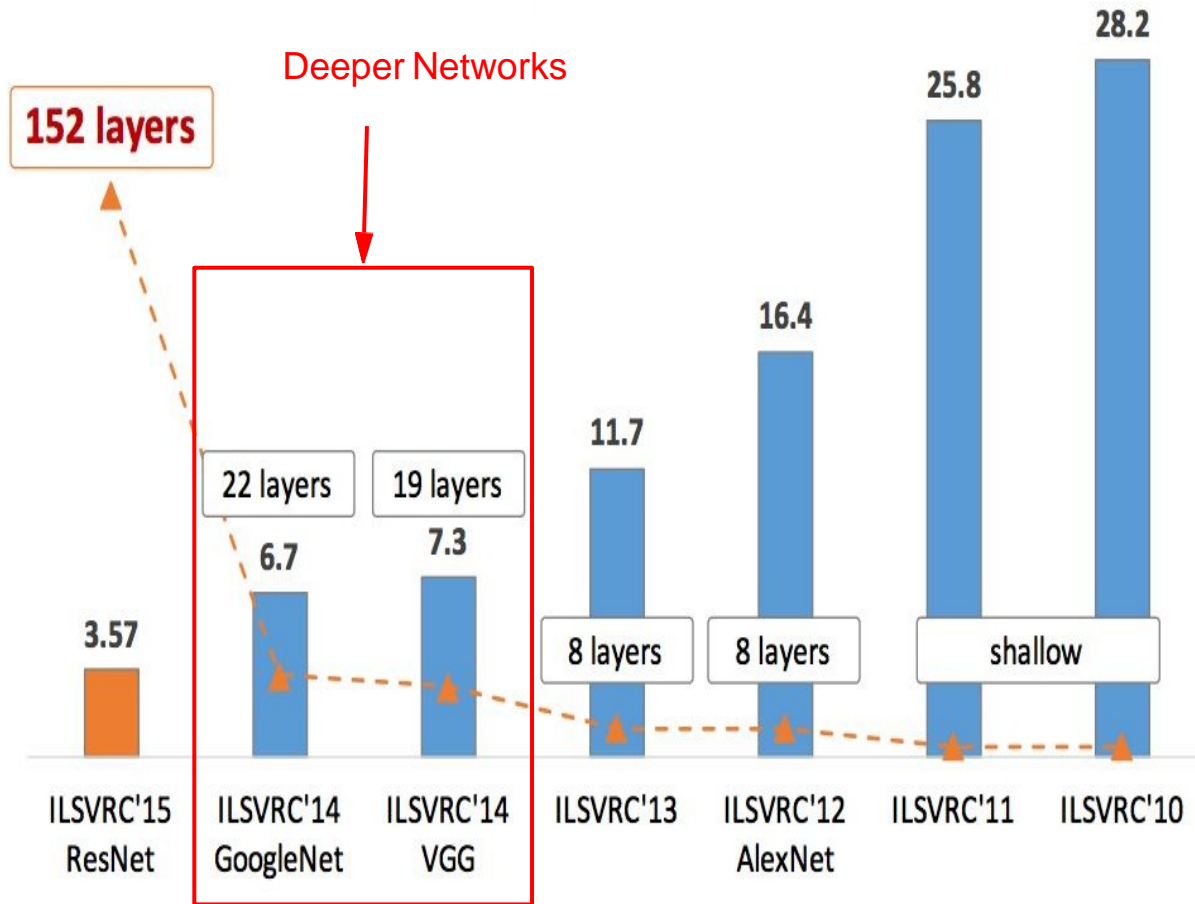 28.2
Deeper Networks
25.8
152 layers
16.4
11.7
22 layers
19 layers
6.7
7.3
3.57
8 layers
8 layers
shallow
ILSVRC'15
ResNet
ILSVRC'14
GoogleNet
ILSVRC'14
VGG
ILSVRC'13
ILSVRC'12
AlexNet
ILSVRC'11
ILSVRC'10